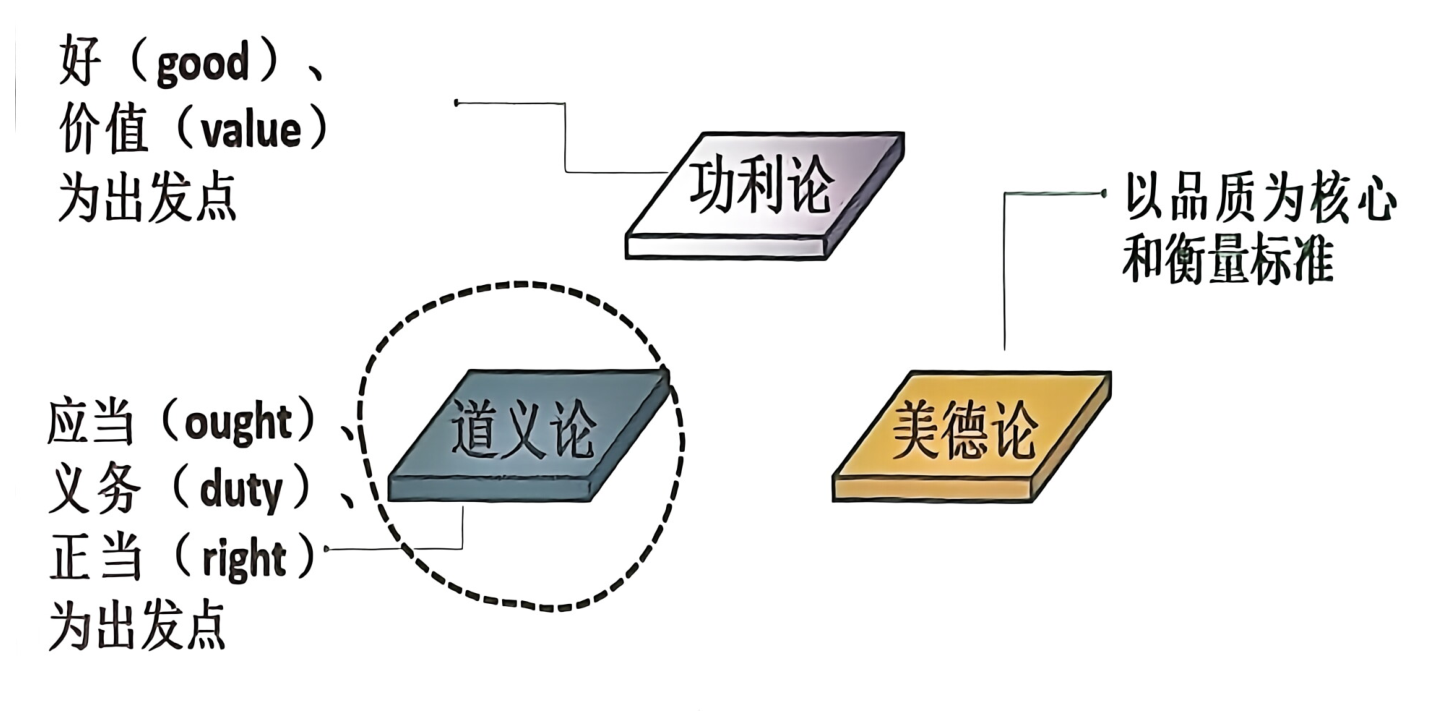 好（good）、
价值（value）
为出发点
功利论
以品质为核心
和衡量标准
道义论
美德论
应当（ought）、
义务（duty）、
正当（right）
为出发点